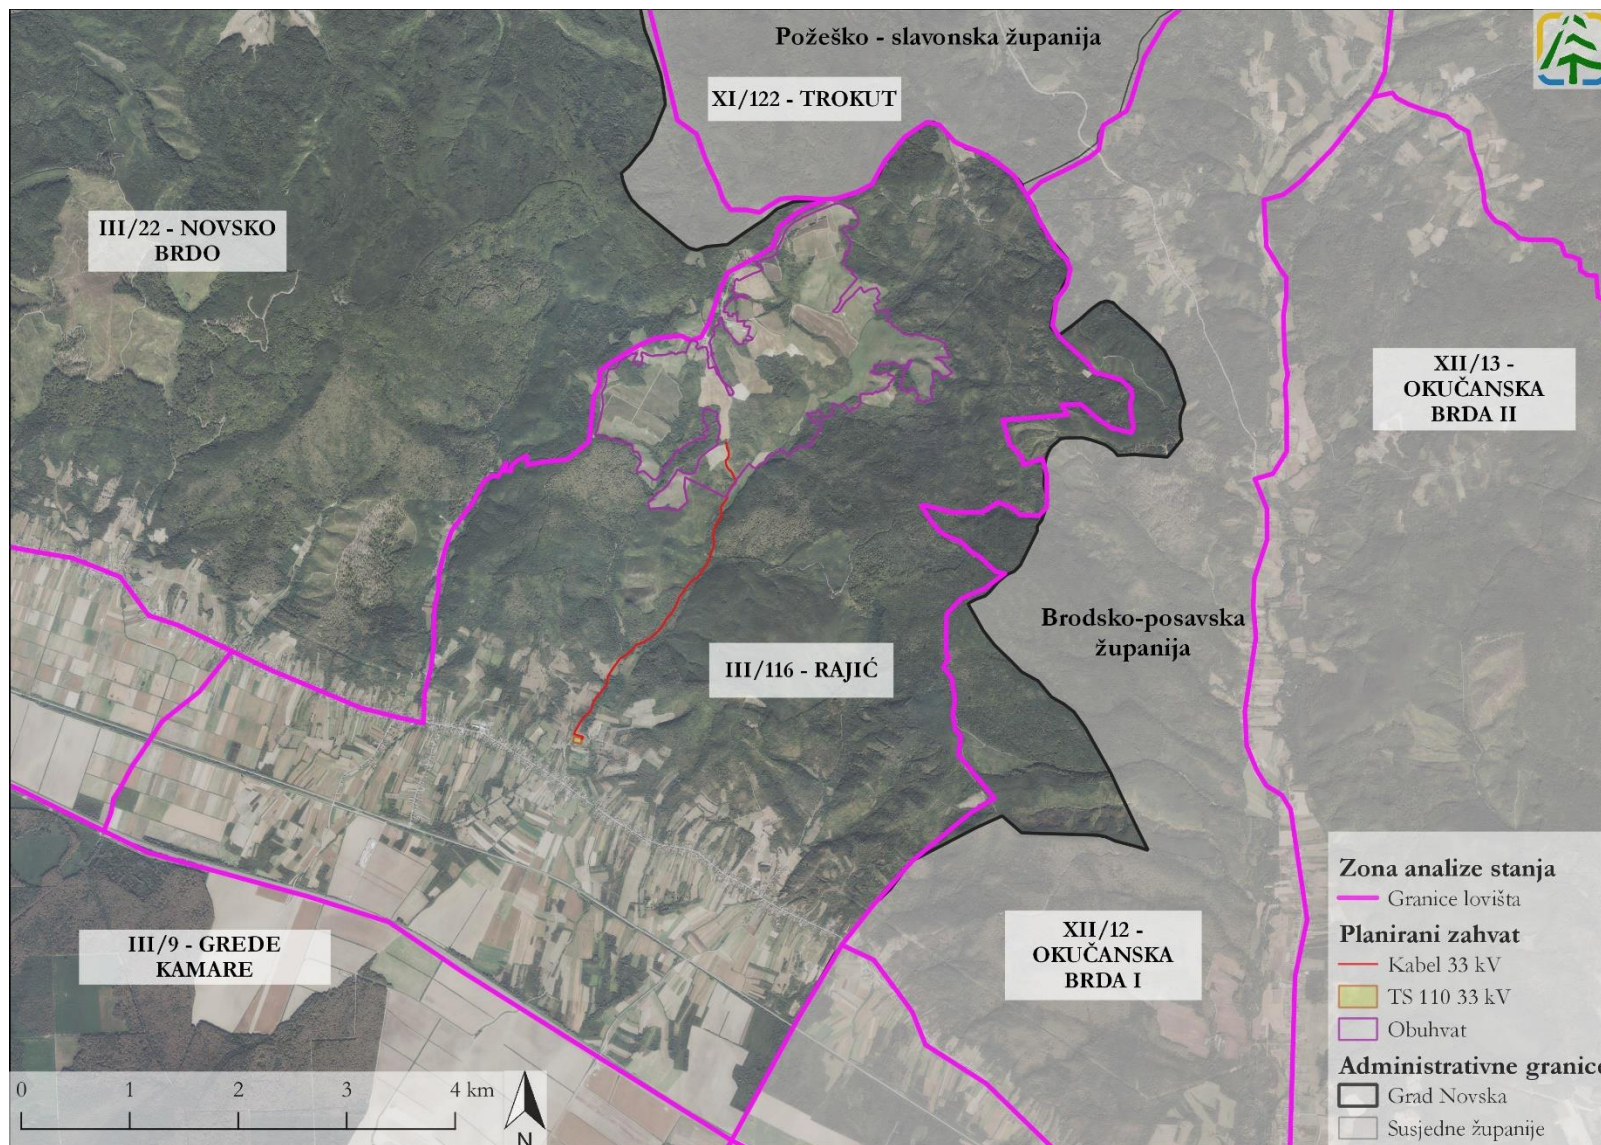 Požeško - slavonska županija
XI/122 - TROKUT
III/22 - NOVSKO
BRDO
XII/13 -
OKUČANSKA
BRDA II
Brodsko-posavska
županija
III/116 - RAJIĆ
III/9 - GREDE
KAMARE
XII/12 -
OKUČANSKA
BRDA I
Zona analize stanja
Granice lovišta
Planirani zahvat
Kabel 33 kV
TS 110 33 kV
Obuhvat
Administrativne granice
Grad Novska
Susjedne županije
0 1 2 3 4 km
N